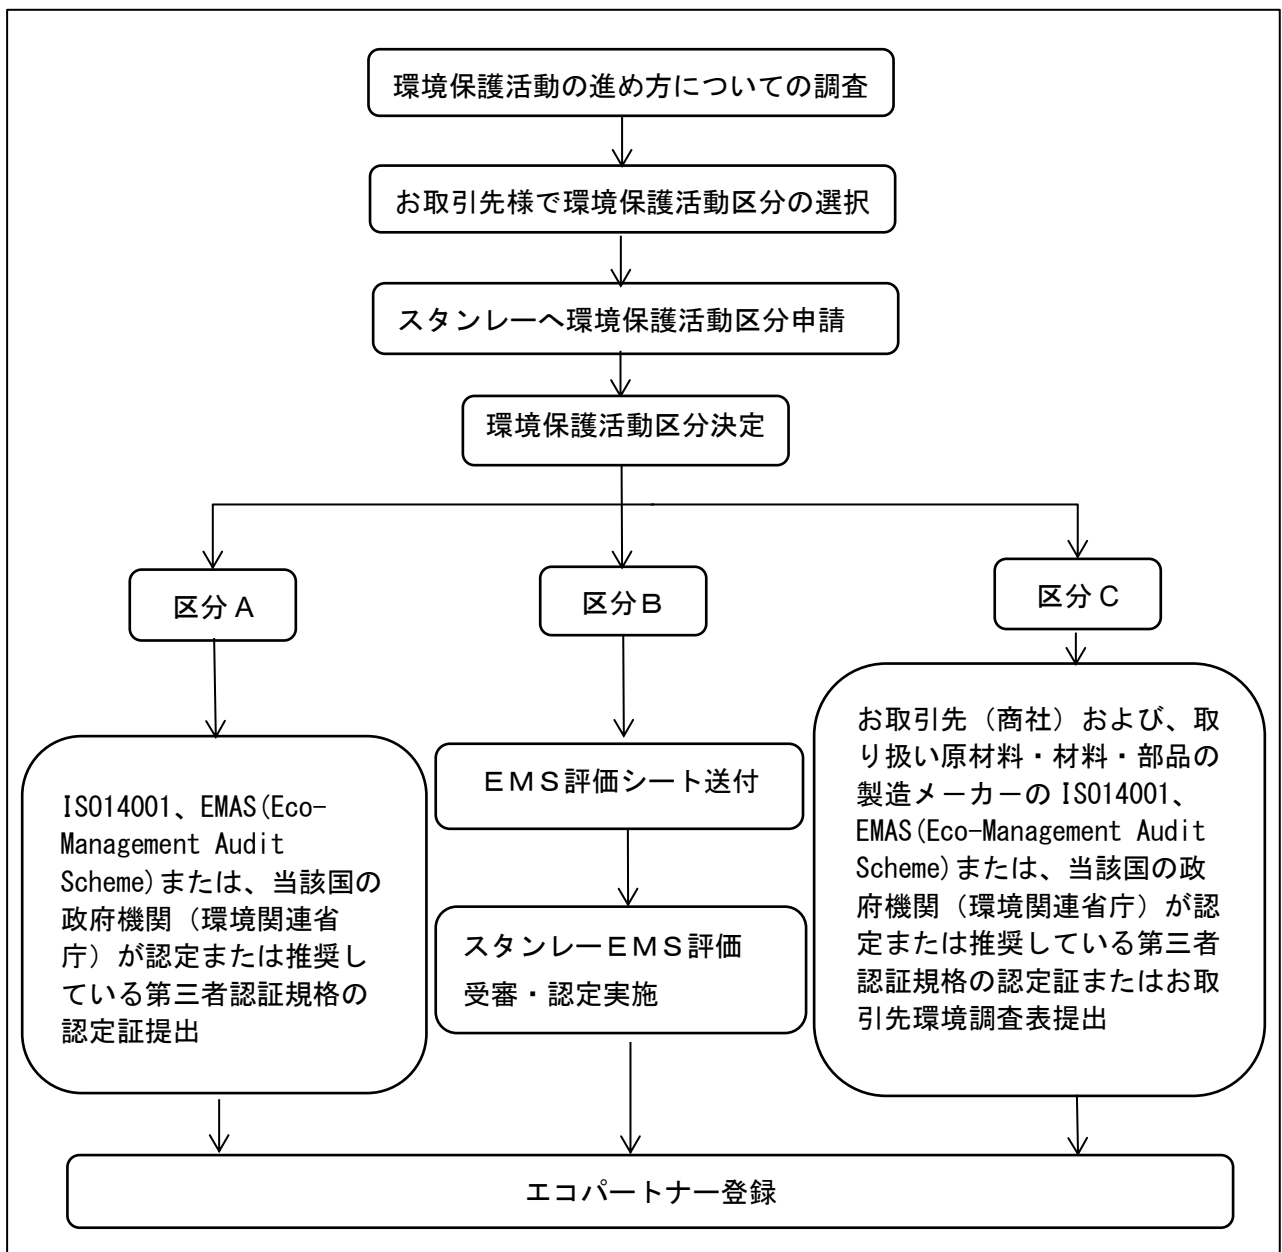 環境保護活動の進め方についての調査
お取引先様で環境保護活動区分の選択
スタンレーへ環境保護活動区分申請
環境保護活動区分決定
区分A
区分B
区分C
ISO14001、EMAS(Eco-
Management Audit
Scheme)または、当該国の
政府機関（環境関連省
庁）が認定または推奨し
ている第三者認証規格の
認定証提出
EMS評価シート送付
スタンレーEMS評価
受審・認定実施
お取引先（商社）および、取
り扱い原材料・材料・部品の
製造メーカーの ISO14001、
EMAS(Eco-Management Audit
Scheme)または、当該国の政
府機関（環境関連省庁）が認
定または推奨している第三者
認証規格の認定証またはお取
引先環境調査表提出
エコパートナー登録